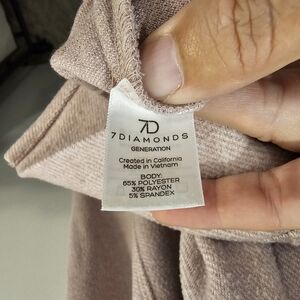 7D
7DIAMONDS
GENERATION
Created in California
Made in Vietnam
BODY:
65% POLYESTER
30% RAYON
5% SPANDEX